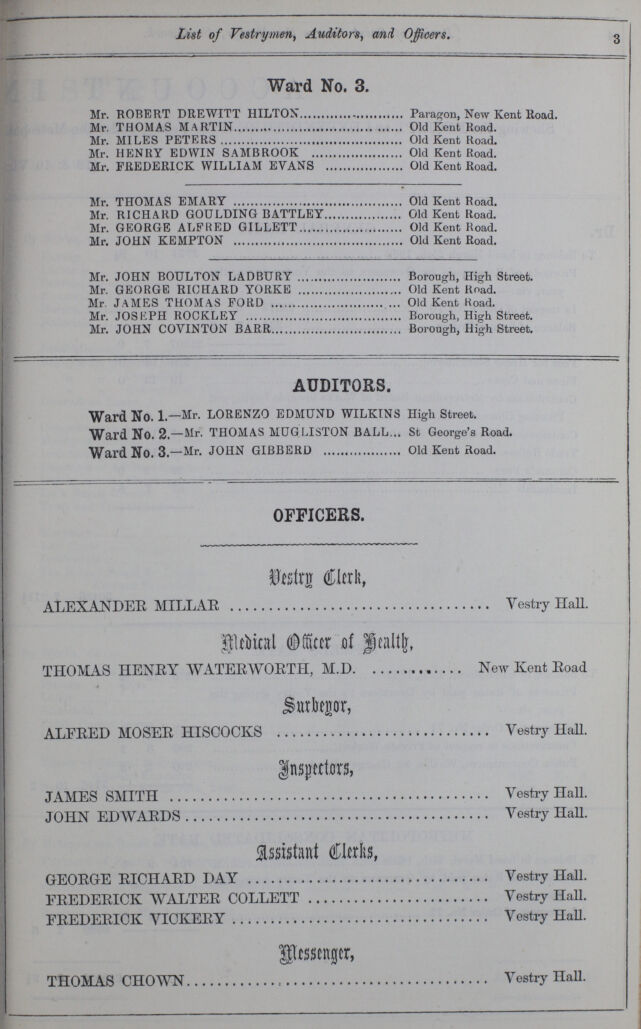 List of Vestrymen, Auditors, and Officers. 3
Ward No. 3.
Mr. ROBERT DREWITT HILTON........................ Paragon, New Kent Road.
Mr. THOMAS MARTIN....................................... Old Kent Road.
Mr. MILES PETERS .......................................... Old Kent Road.
Mr. HENRY EDWIN SAMBROOK ..................... Old Kent Road.
Mr. FREDERICK WILLIAM EVANS .................. Old Kent Road.
Mr. THOMAS EMARY ....................................... Old Kent Road.
Mr. RICHARD GOULDING BATTLEY.................. Old Kent Road.
Mr. GEORGE ALFRED GILLETT........................ Old Kent Road.
Mr. JOHN KEMPTON ....................................... Old Kent Road.
Mr. JOHN BOULTON LADBURY ........................ Borough, High Street.
Mr. GEORGE RICHARD YORKE ........................ Old Kent Road.
Mr. JAMES THOMAS FORD .............................. Old Kent Road.
Mr. JOSEPH ROCKLEY .................................... Borough, High Street.
Mr. JOHN COVINTON BARR.............................. Borough, High Street.
AUDITORS.
Ward No. 1.—Mr. LORENZO EDMUND WILKINS High Street.
Ward No. 2.—Mr. THOMAS MUGLISTON BALL... St George's Road.
Ward No. 3.—Mr. JOHN GIBBERD .................. Old Kent Road.
OFFICERS.
Vestry Clerk,
ALEXANDER MILLAR ................................. Vestry Hall.
Medical Officer of Health,
THOMAS HENRY WATERWORTH, M.D. ............ New Kent Road
Surveyor,
ALFRED MOSER HISCOCKS ........................... Vestry Hall.
Inspectors,
JAMES SMITH ........................................ Vestry Hall.
JOHN EDWARDS ...................................... Vestry Hall.
Assistant Clerks,
GEORGE RICHARD DAY .............................. Vestry Hall.
FREDERICK WALTER COLLETT ....................... Vestry Hall.
FREDERICK VICKERY ................................ Vestry Hall.
Messenger,
THOMAS CHOWN...................................... Vestry Hall.